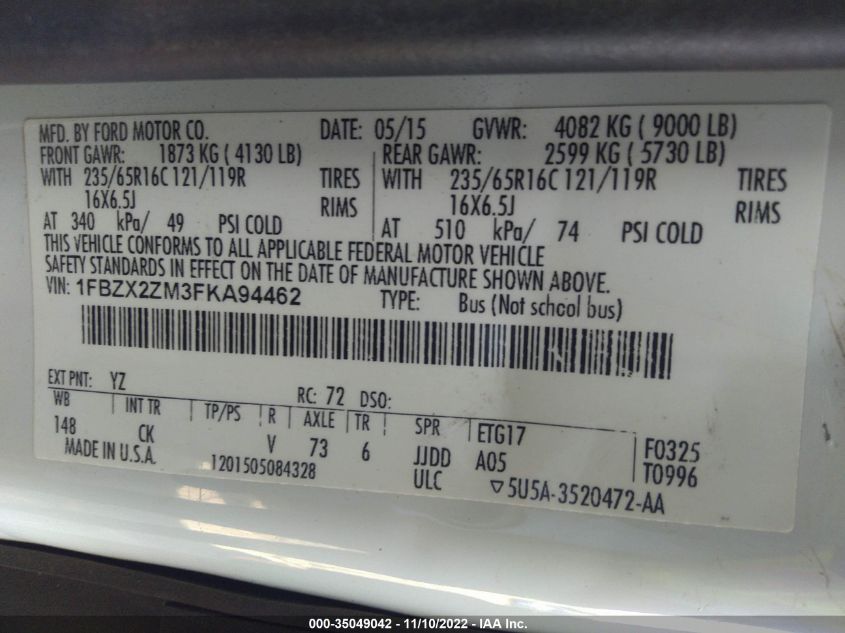 MFD. BY FORD MOTOR CO. DATE: 05/15 GVWR: 4082 KG ( 9000 LB)
FRONT GAWR: 1873 KG ( 4130 LB) REAR GAWR: 2599 KG ( 5730 LB)
WITH 235/65R16C 121/119R TIRES WITH 235/65R16C 121/119R TIRES
16X6.5J RIMS 16X6.5J RIMS
AT 340 kPa/ 49 PSI COLD AT 510 kPa/ 74 PSI COLD
THIS VEHICLE CONFORMS TO ALL APPLICABLE FEDERAL MOTOR VEHICLE
SAFETY STANDARDS IN EFFECT ON THE DATE OF MANUFACTURE SHOWN ABOVE.
VIN: 1FBZX2ZM3FKA94462 TYPE: Bus (Not school bus)
EXT PNT: YZ RC: 72 DSO:
WB INT TR TP/PS R AXLE TR SPR ETG17 F0325
148 CK V 73 6 JJDD A05 T0996
MADE IN U.S.A. 1201505084328 ULC ▽5U5A-3520472-AA
000-35049042 - 11/10/2022 - IAA Inc.